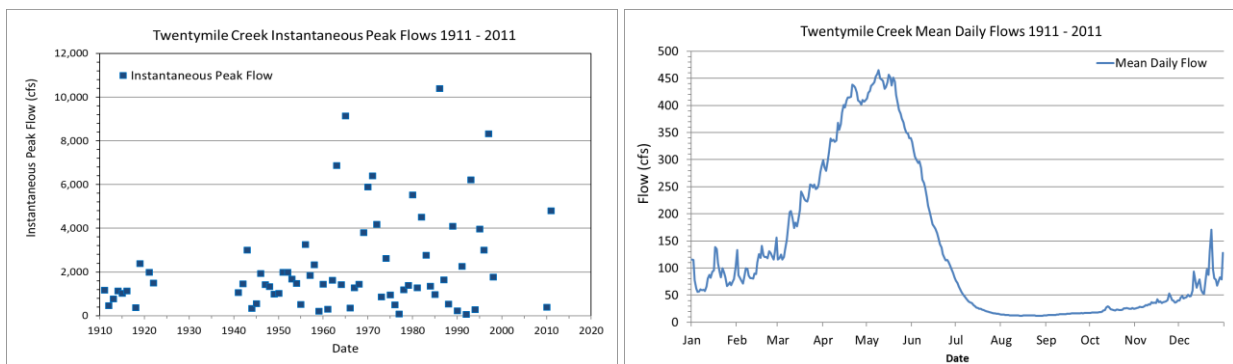 Twentymile Creek Instantaneous Peak Flows 1911 - 2011
12,000
Instantaneous Peak Flow
10,000
8,000
6,000
4,000
2,000
0
Instantaneous Peak Flow (cfs)
1910 1920 1930 1940 1950 1960 1970 1980 1990 2000 2010 2020
Date
Twentymile Creek Mean Daily Flows 1911 - 2011
500
Mean Daily Flow
450
400
350
300
250
200
150
100
50
0
Flow (cfs)
Jan Feb Mar Apr May Jun Jul Aug Sep Oct Nov Dec
Date